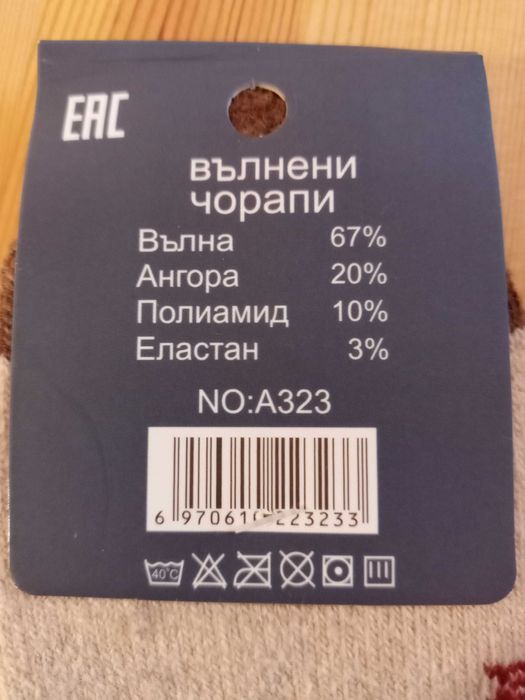 EAC
вълнени
чорапи
Вълна 67%
Ангора 20%
Полиамид 10%
Еластан 3%
NO:A323
40°C